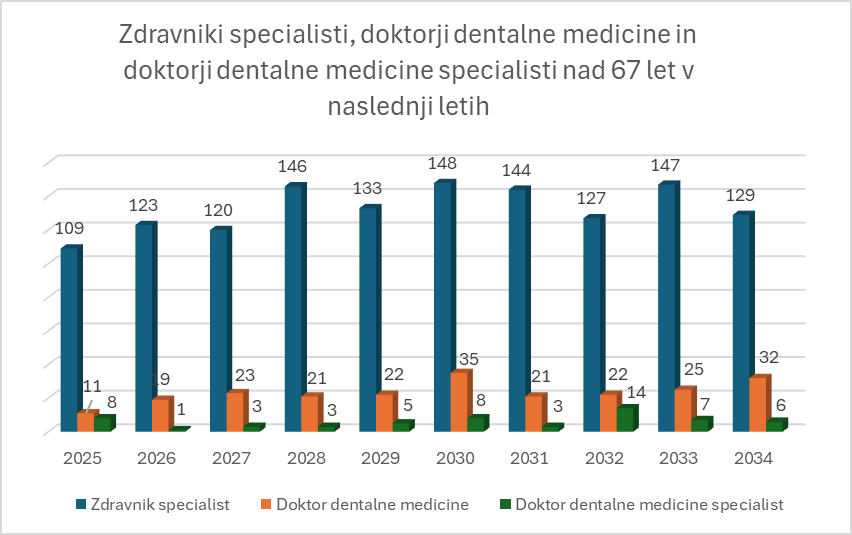 Zdravniki specialisti, doktorji dentalne medicine in
doktorji dentalne medicine specialisti nad 67 let v
naslednji letih
109 11 8
123 19 1
120 23 3
146 21 3
133 22 5
148 35 8
144 21 3
127 22 14
147 25 7
129 32 6
2025 2026 2027 2028 2029 2030 2031 2032 2033 2034
Zdravnik specialist Doktor dentalne medicine Doktor dentalne medicine specialist